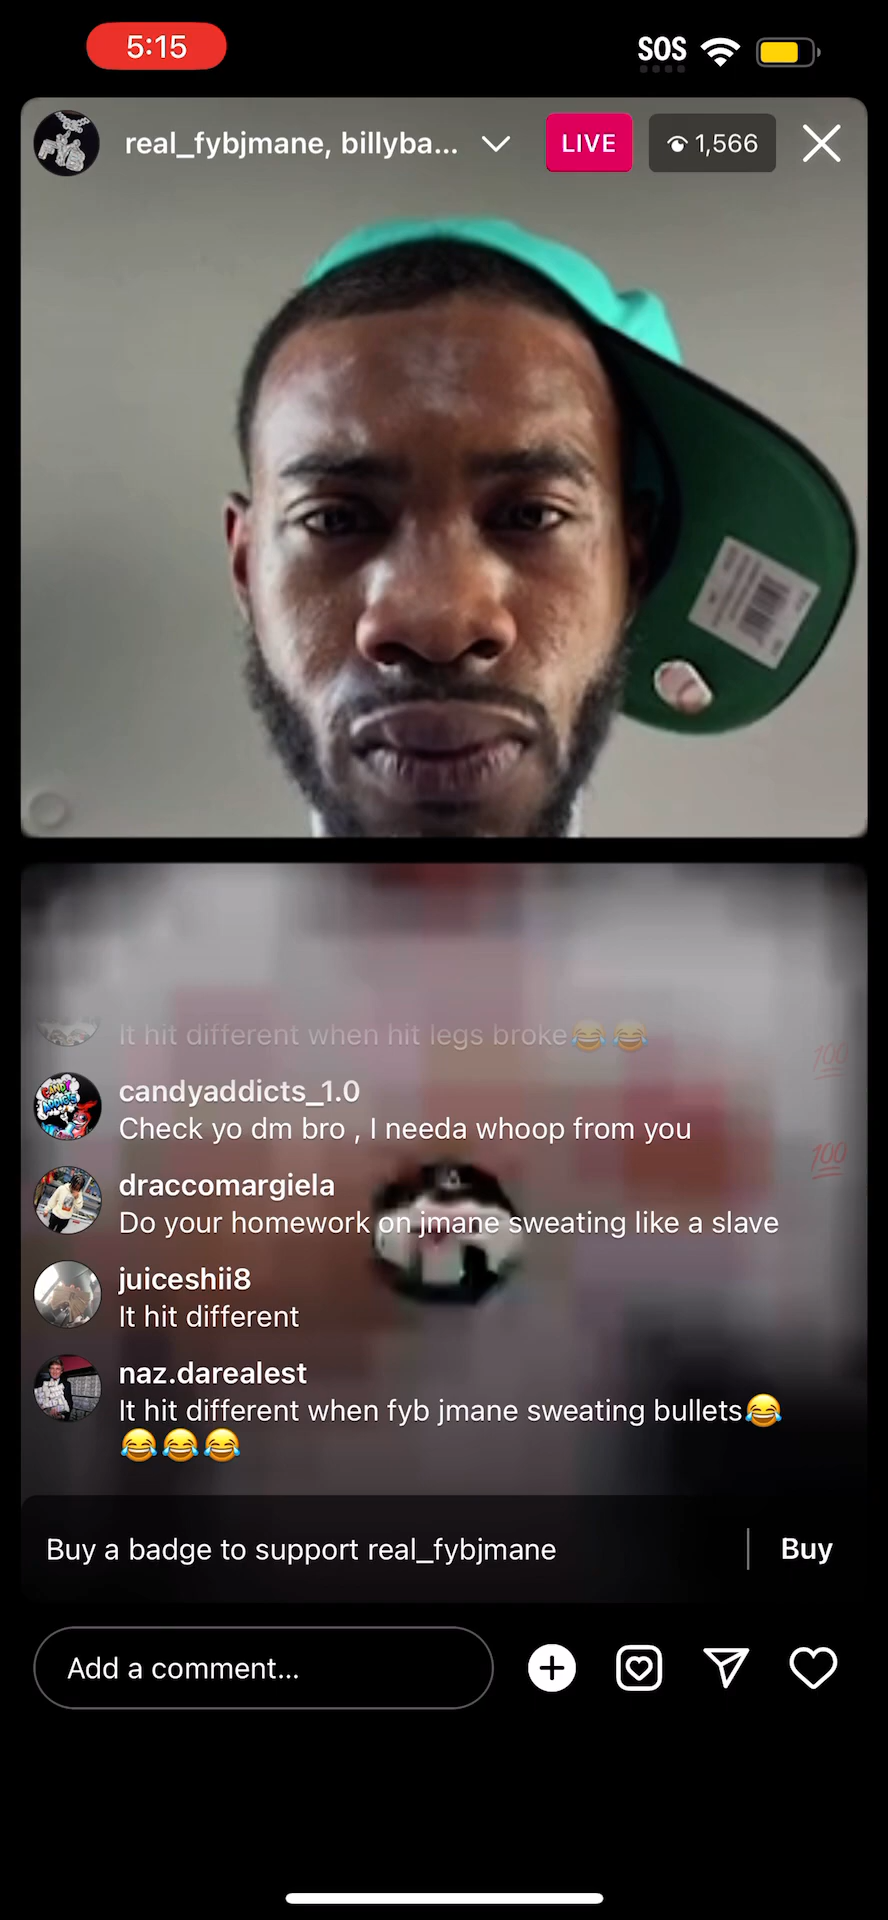 5:15
SOS
real_fybjmane, billyba...
LIVE
1,566
It hit different when hit legs broke😂😂
100
candyaddicts_1.0
Check yo dm bro , I needa whoop from you
100
draccomargiela
Do your homework on jmane sweating like a slave
juiceshii8
It hit different
naz.darealest
It hit different when fyb jmane sweating bullets😂
😂😂😂
Buy a badge to support real_fybjmane
Buy
Add a comment...